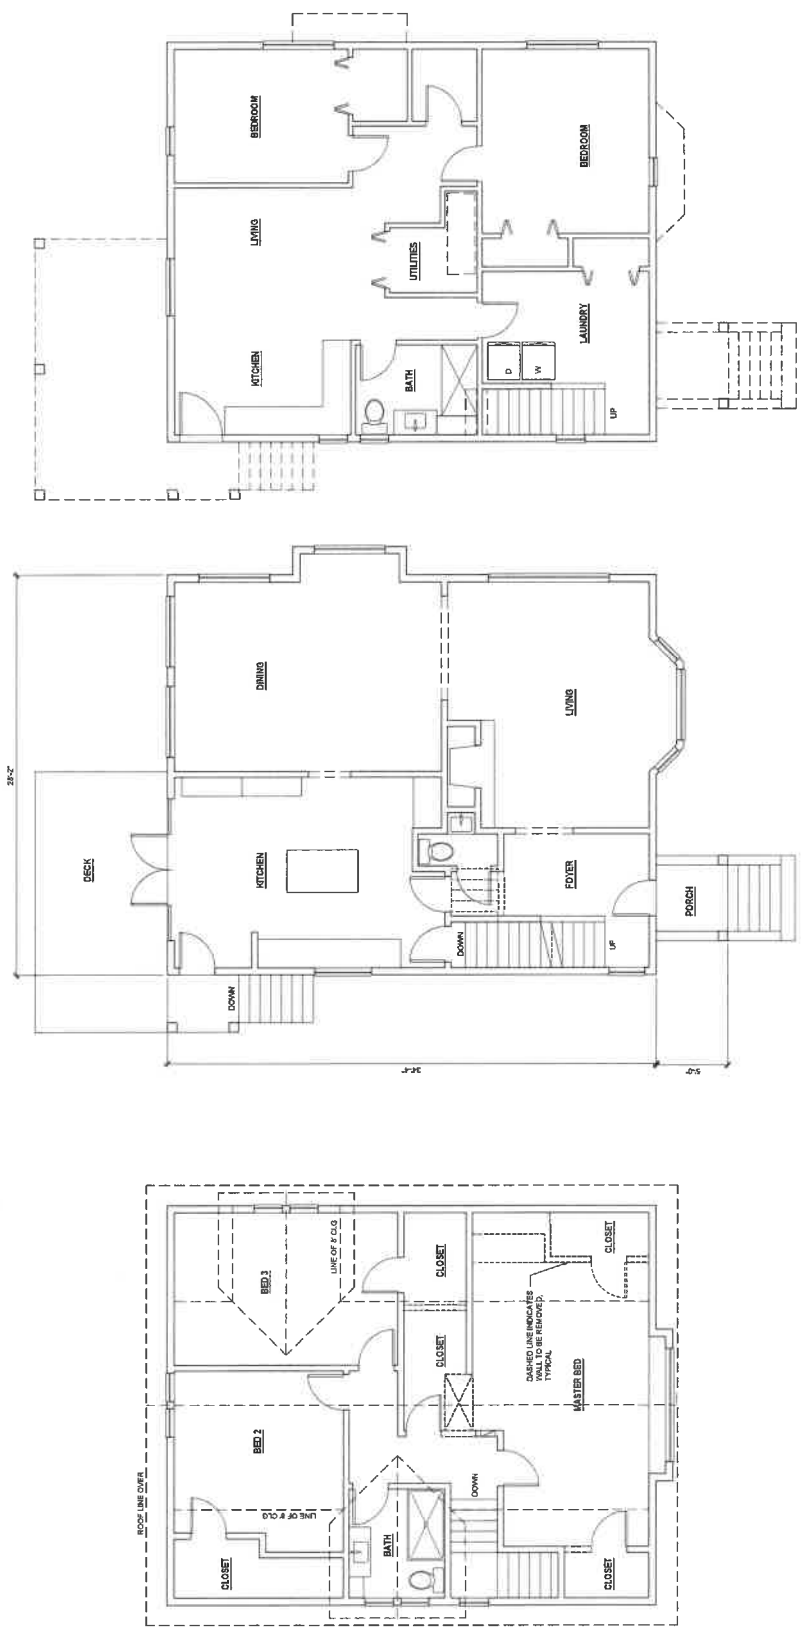 BEDROOM
BEDROOM
LIVING
UTILITIES
KITCHEN
BATH
LAUNDRY
D
W
UP
28'-2"
DINING
LIVING
DECK
KITCHEN
FOYER
PORCH
DOWN
DOWN
UP
34'-4"
5'-0"
ROOF LINE OVER
BED 3
LINE OF 8' CLG
CLOSET
CLOSET
CLOSET
DASHED LINE INDICATES
WALL TO BE REMOVED,
TYPICAL
MASTER BED
BED 2
LINE OF 8' CLG
DOWN
BATH
CLOSET
CLOSET